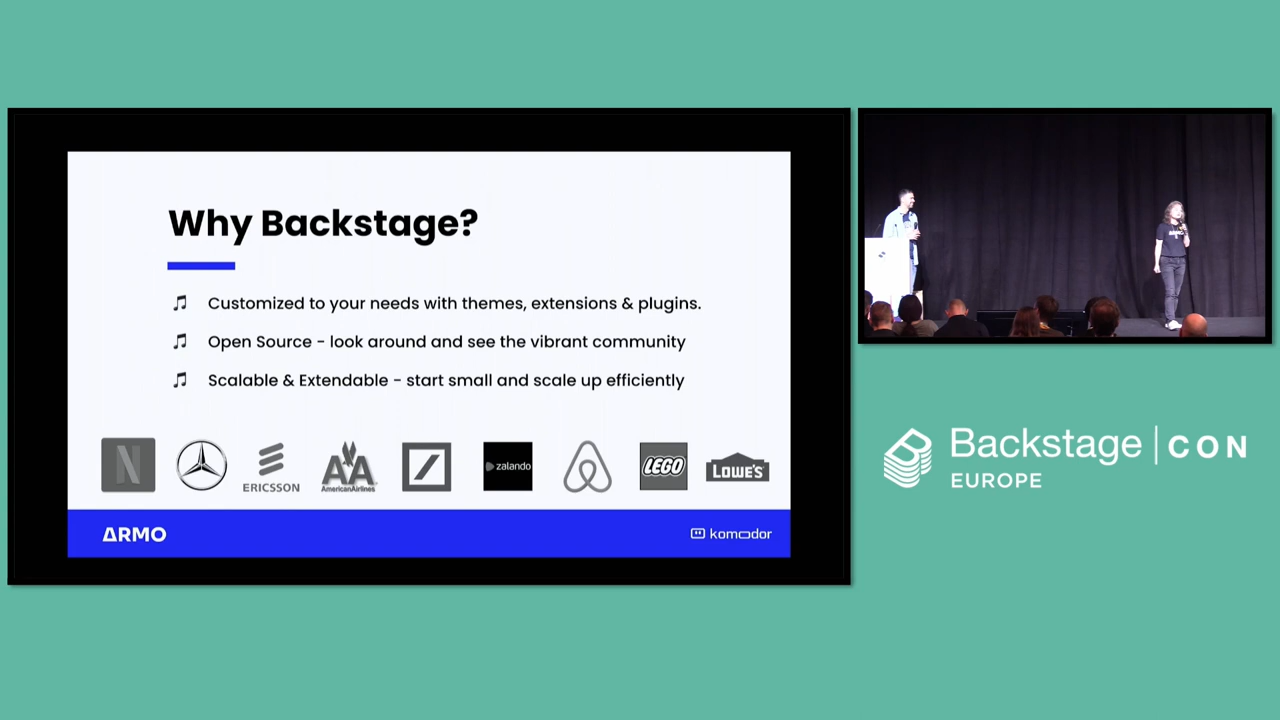 Why Backstage?
Customized to your needs with themes, extensions & plugins.
Open Source - look around and see the vibrant community
Scalable & Extendable - start small and scale up efficiently
N
ERICSSON
AA
AmericanAirlines
zalando
LEGO
LOWE'S
ARMO
komodor
Backstage | CON
EUROPE